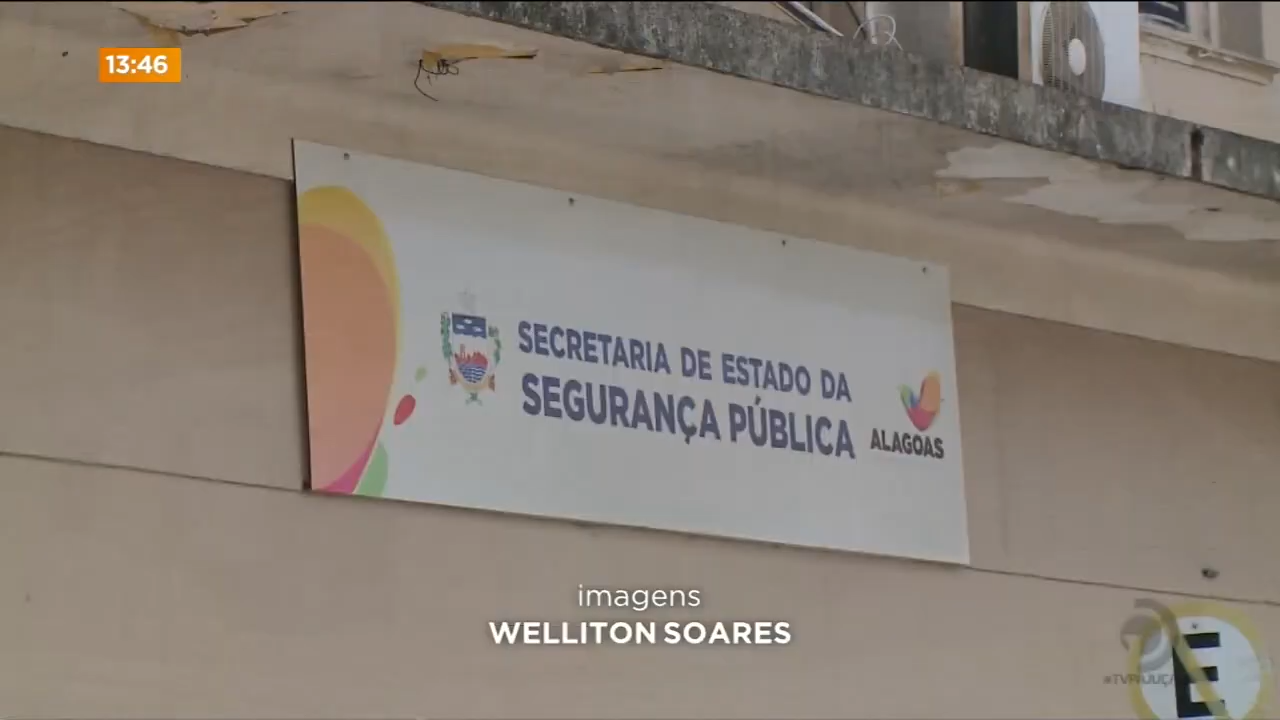 13:46
SECRETARIA DE ESTADO DA
SEGURANÇA PÚBLICA
ALAGOAS
imagens
WELLITON SOARES
E